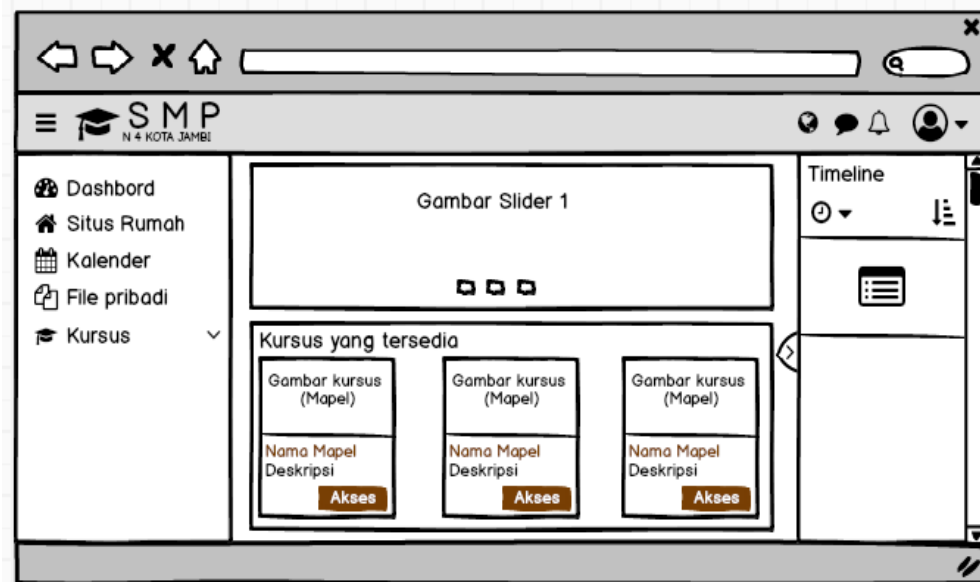 SMP
N 4 KOTA JAMBI
Dashbord
Situs Rumah
Kalender
File pribadi
Kursus
Gambar Slider 1
Kursus yang tersedia
Gambar kursus
(Mapel)
Nama Mapel
Deskripsi
Akses
Gambar kursus
(Mapel)
Nama Mapel
Deskripsi
Akses
Gambar kursus
(Mapel)
Nama Mapel
Deskripsi
Akses
Timeline